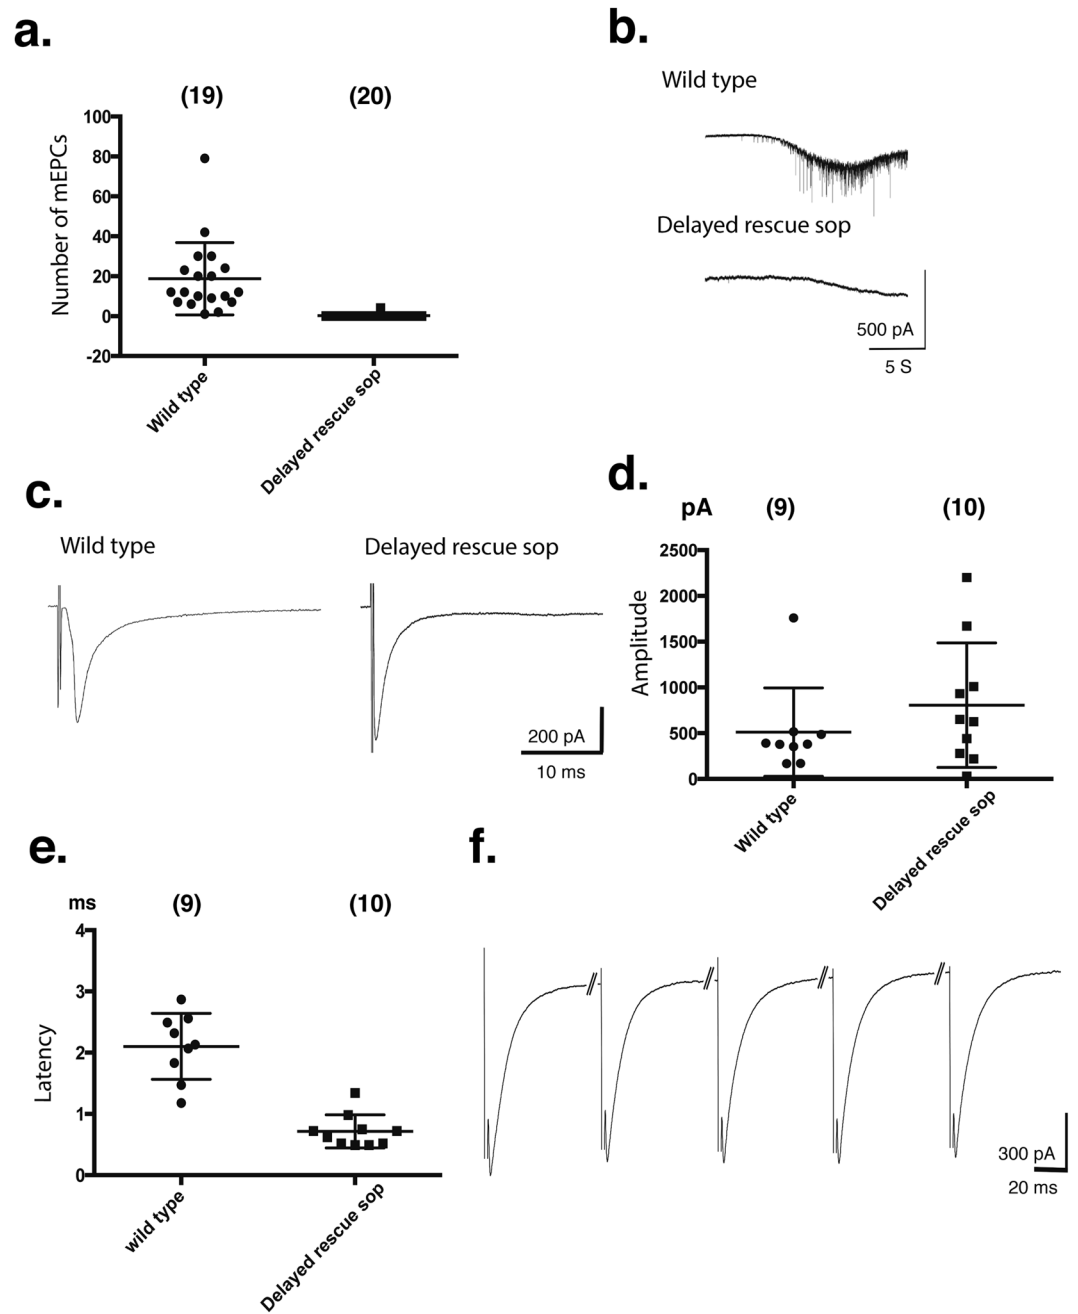 a.
(19)
(20)
Number of mEPCs
100
80
60
40
20
0
-20
Wild type
Delayed rescue sop
b.
Wild type
Delayed rescue sop
500 pA
5 S
c.
Wild type
Delayed rescue sop
200 pA
10 ms
d.
pA
(9)
(10)
Amplitude
2500
2000
1500
1000
500
0
Wild type
Delayed rescue sop
e.
ms
(9)
(10)
Latency
4
3
2
1
0
wild type
Delayed rescue sop
f.
300 pA
20 ms